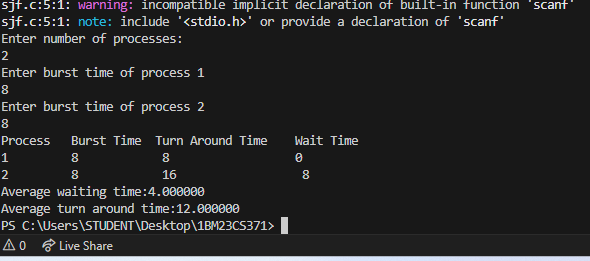 sjf.c:5:1: warning: incompatible implicit declaration of built-in function 'scanf'
sjf.c:5:1: note: include '<stdio.h>' or provide a declaration of 'scanf'
Enter number of processes:
2
Enter burst time of process 1
8
Enter burst time of process 2
8
Process   Burst Time  Turn Around Time    Wait Time
1         8            8                  0
2         8            16                  8
Average waiting time:4.000000
Average turn around time:12.000000
PS C:\Users\STUDENT\Desktop\1BM23CS371>
0 Live Share